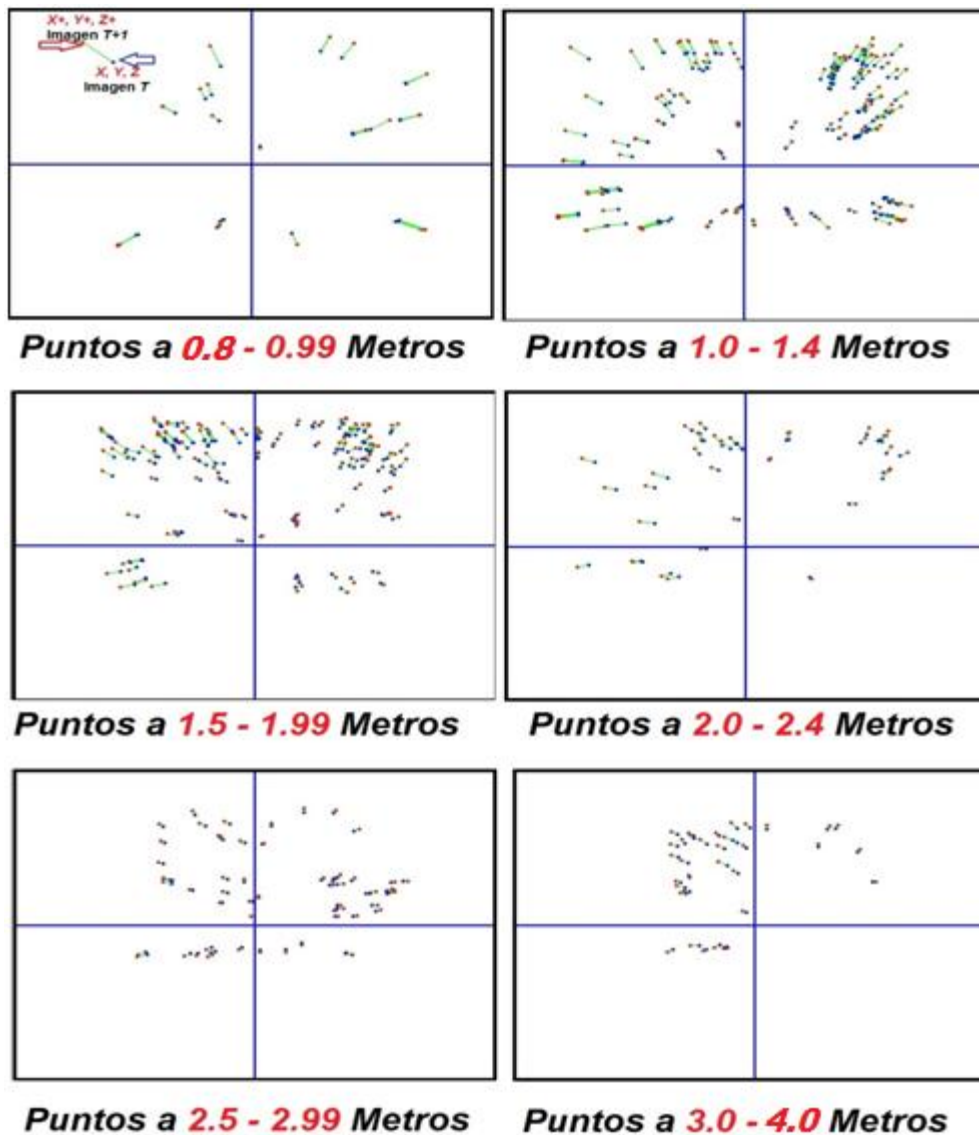 X+, Y+, Z+
Imagen T+1
X, Y, Z
Imagen T
Puntos a 0.8 - 0.99 Metros
Puntos a 1.0 - 1.4 Metros
Puntos a 1.5 - 1.99 Metros
Puntos a 2.0 - 2.4 Metros
Puntos a 2.5 - 2.99 Metros
Puntos a 3.0 - 4.0 Metros